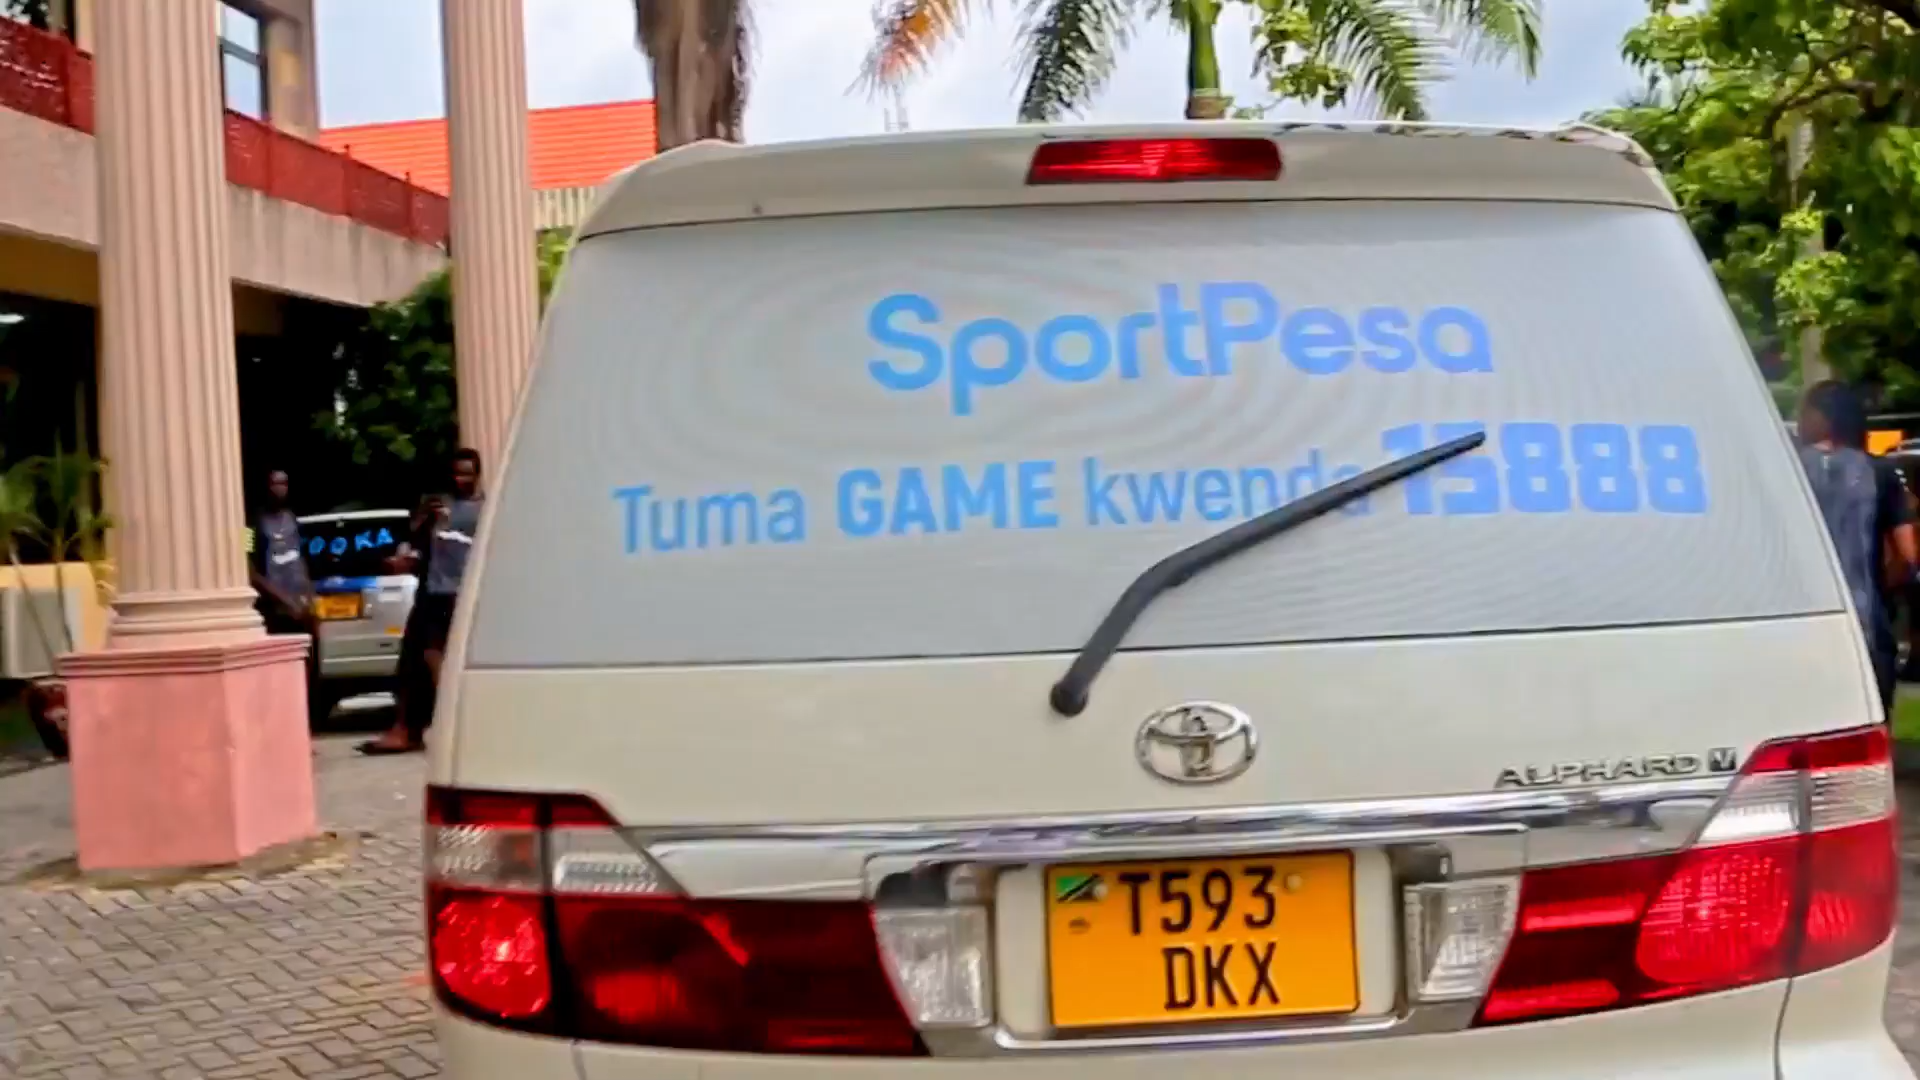 SportPesa
Tuma GAME kwenda 15888
ALPHARD V
T593
DKX